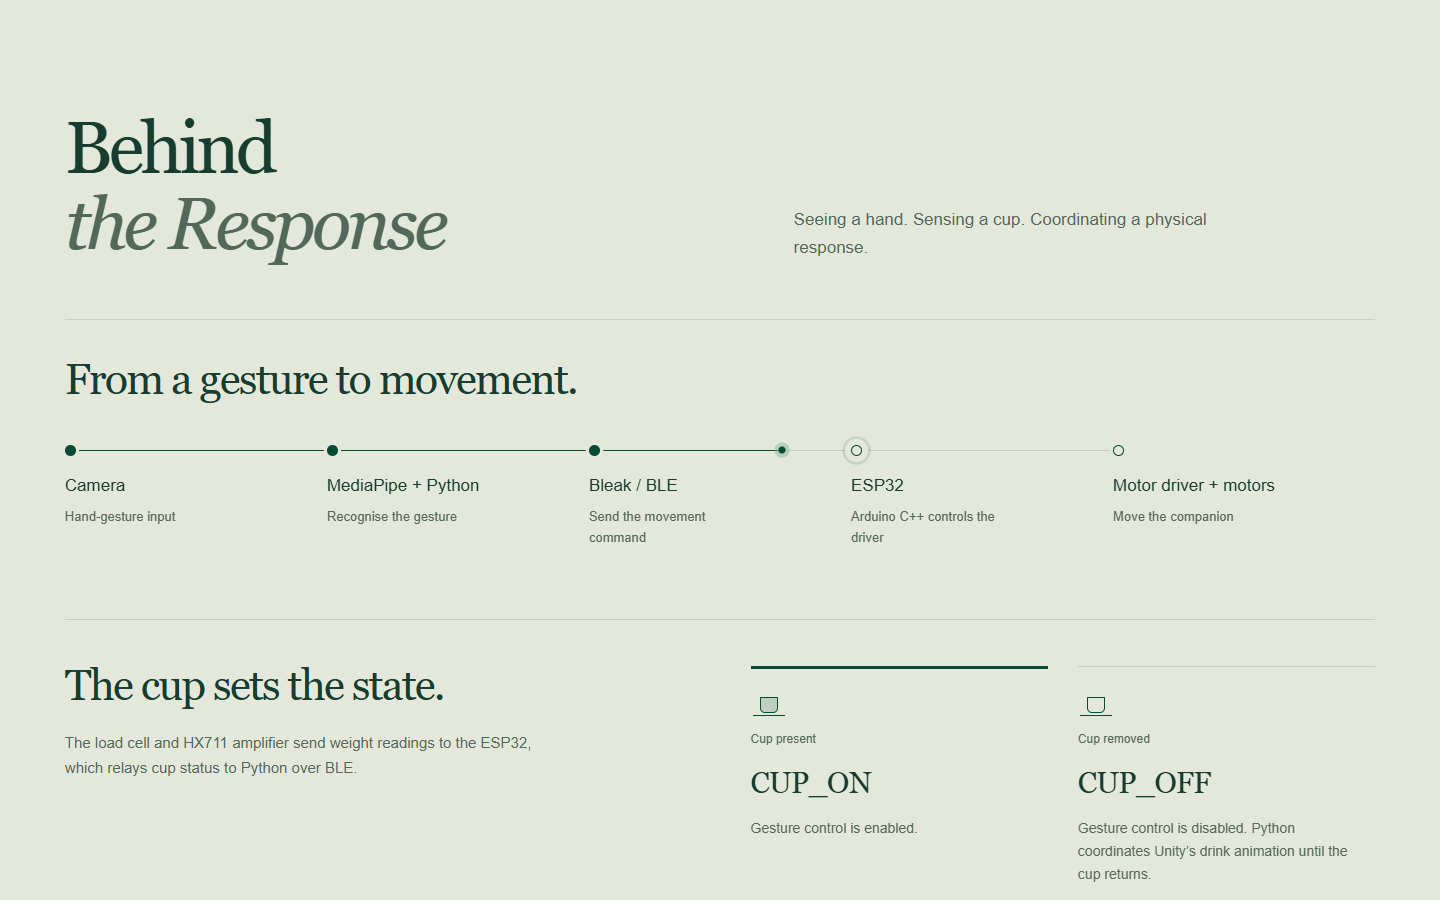 Behind
the Response
Seeing a hand. Sensing a cup. Coordinating a physical
response.
From a gesture to movement.
Camera
Hand-gesture input
MediaPipe + Python
Recognise the gesture
Bleak / BLE
Send the movement
command
ESP32
Arduino C++ controls the
driver
Motor driver + motors
Move the companion
The cup sets the state.
The load cell and HX711 amplifier send weight readings to the ESP32,
which relays cup status to Python over BLE.
Cup present
CUP_ON
Gesture control is enabled.
Cup removed
CUP_OFF
Gesture control is disabled. Python
coordinates Unity’s drink animation until the
cup returns.